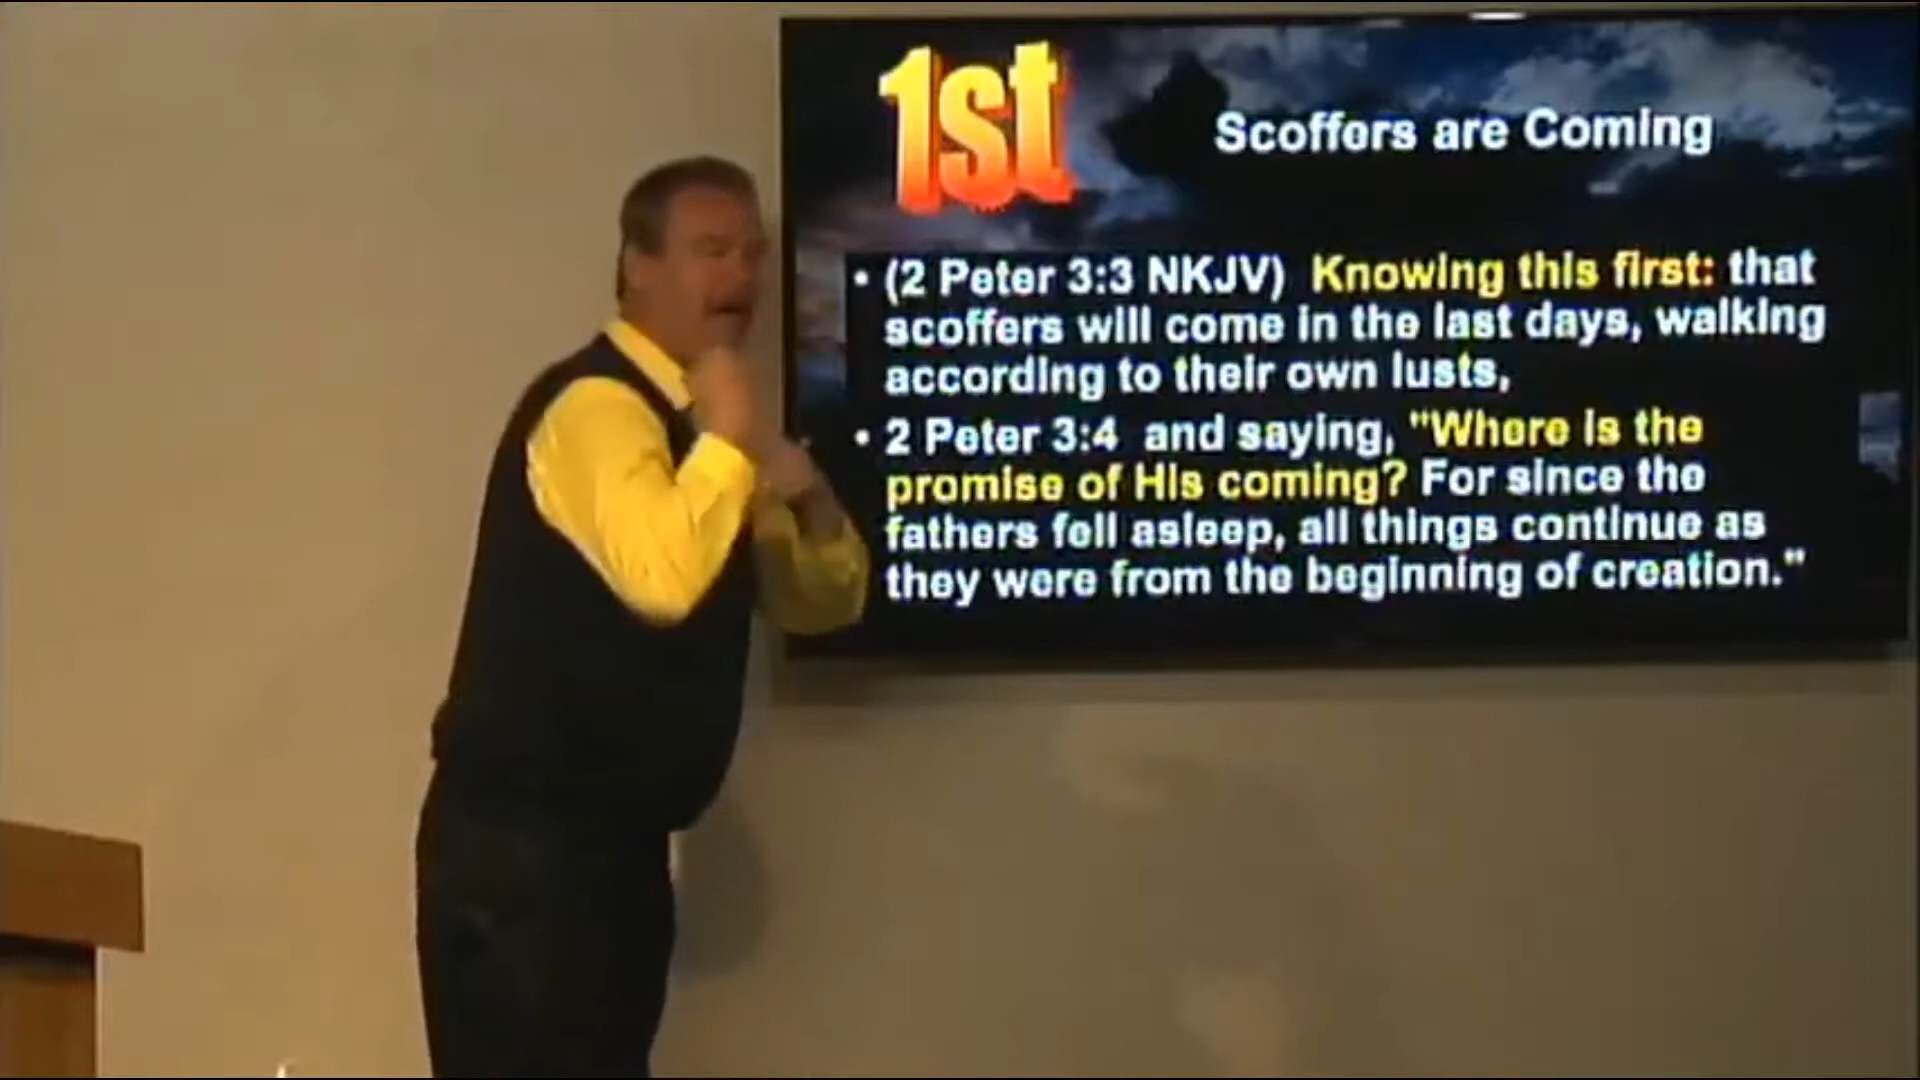 1st
Scoffers are Coming
• (2 Peter 3:3 NKJV) Knowing this first: that
scoffers will come in the last days, walking
according to their own lusts,
• 2 Peter 3:4 and saying, "Where is the
promise of His coming? For since the
fathers fell asleep, all things continue as
they were from the beginning of creation."